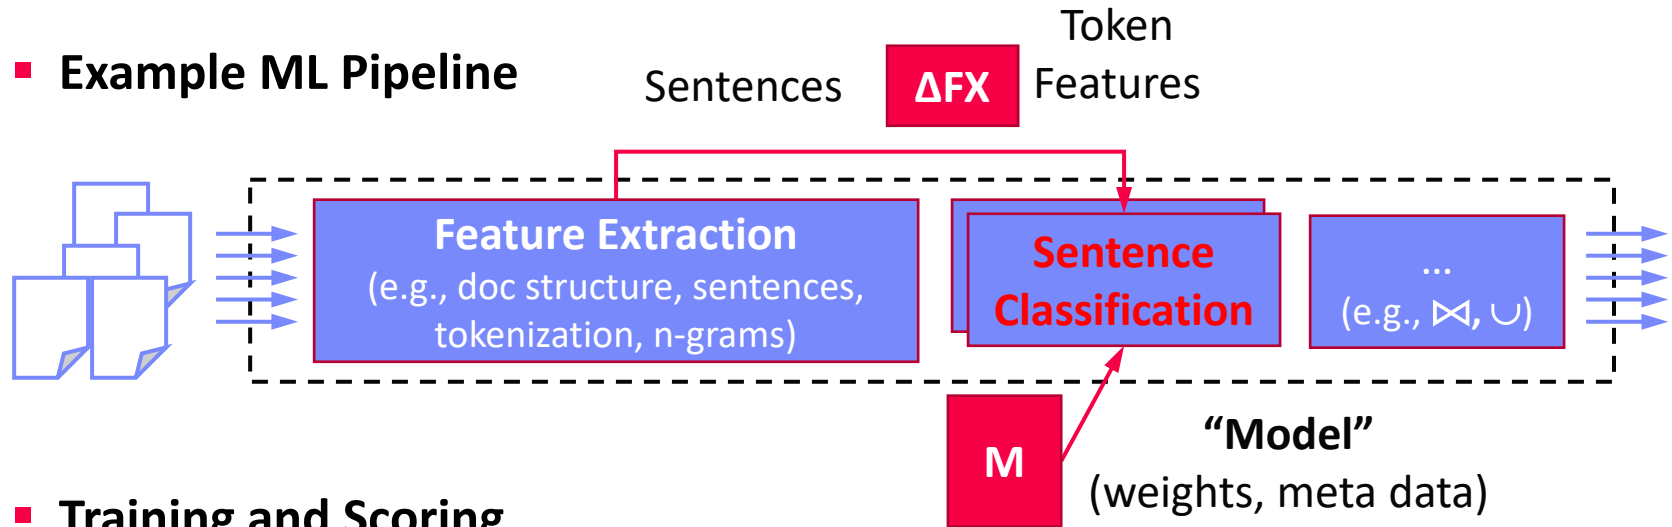 Example ML Pipeline
Sentences
ΔFX
Token
Features
Feature Extraction
(e.g., doc structure, sentences,
tokenization, n-grams)
Sentence
Classification
...
(e.g., ⋈, ∪)
M
“Model”
(weights, meta data)
Training and Scoring